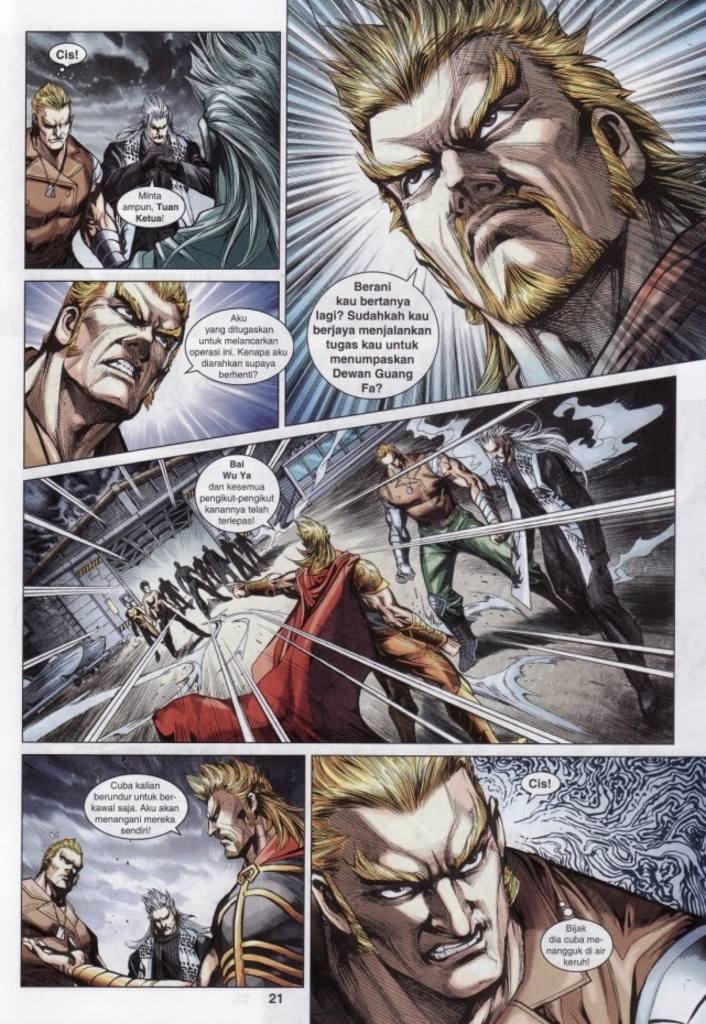 Cis!
Minta
ampun, Tuan
Ketua!
Berani
kau bertanya
lagi? Sudahkah kau
berjaya menjalankan
tugas kau untuk
menumpaskan
Dewan Guang
Fa?
Aku
yang ditugaskan
untuk melancarkan
operasi ini. Kenapa aku
diarahkan supaya
berhenti?
Bai
Wu Ya
dan kesemua
pengikut-pengikut
kanannya telah
terlepas!
Cuba kalian
berundur untuk ber-
kawal saja. Aku akan
menangani mereka
sendiri!
Cis!
Bijak
dia cuba me-
nangguk di air
keruh!
21